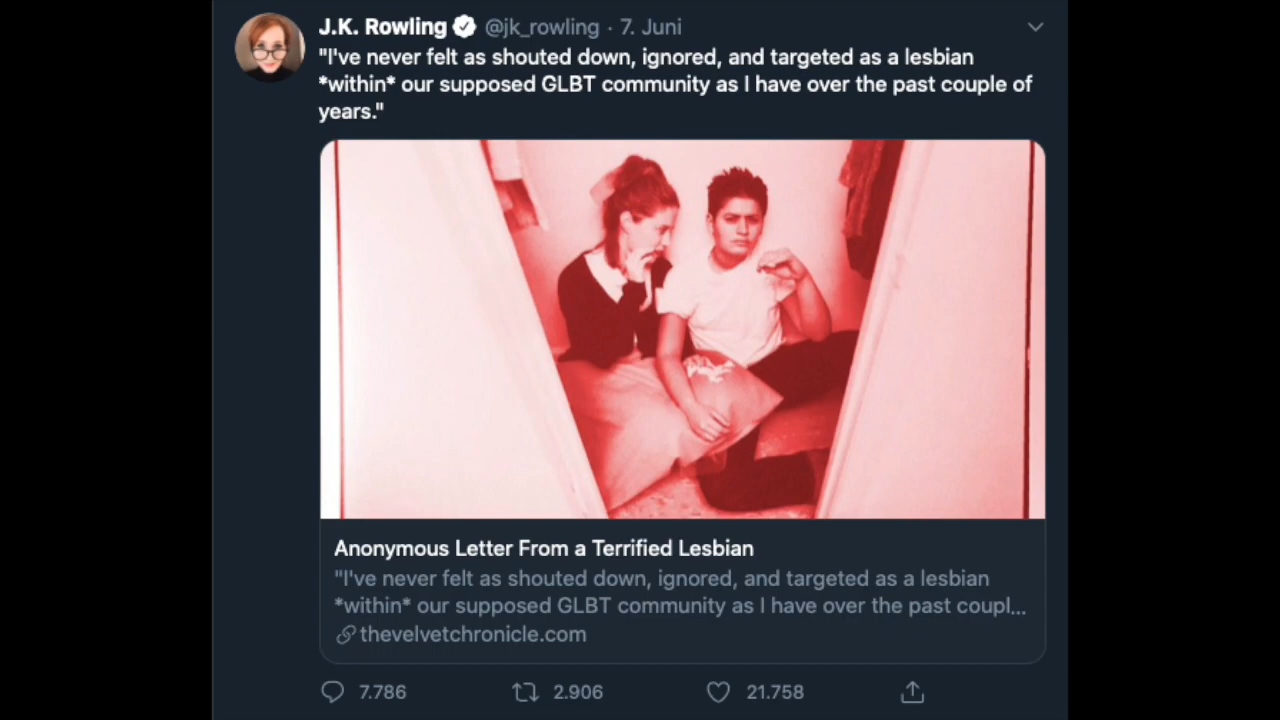 J.K. Rowling @jk_rowling · 7. Juni
"I've never felt as shouted down, ignored, and targeted as a lesbian
*within* our supposed GLBT community as I have over the past couple of
years."
Anonymous Letter From a Terrified Lesbian
"I've never felt as shouted down, ignored, and targeted as a lesbian
*within* our supposed GLBT community as I have over the past coupl...
thevelvetchronicle.com
7.786 2.906 21.758